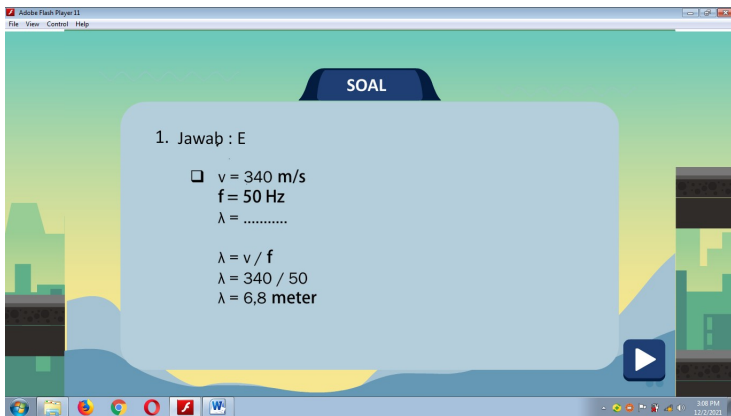 Adobe Flash Player 11
File View Control Help
SOAL
1. Jawab : E
❑ v = 340 m/s
f = 50 Hz
λ = ...........
λ = v / f
λ = 340 / 50
λ = 6,8 meter
3:08 PM
12/2/2021